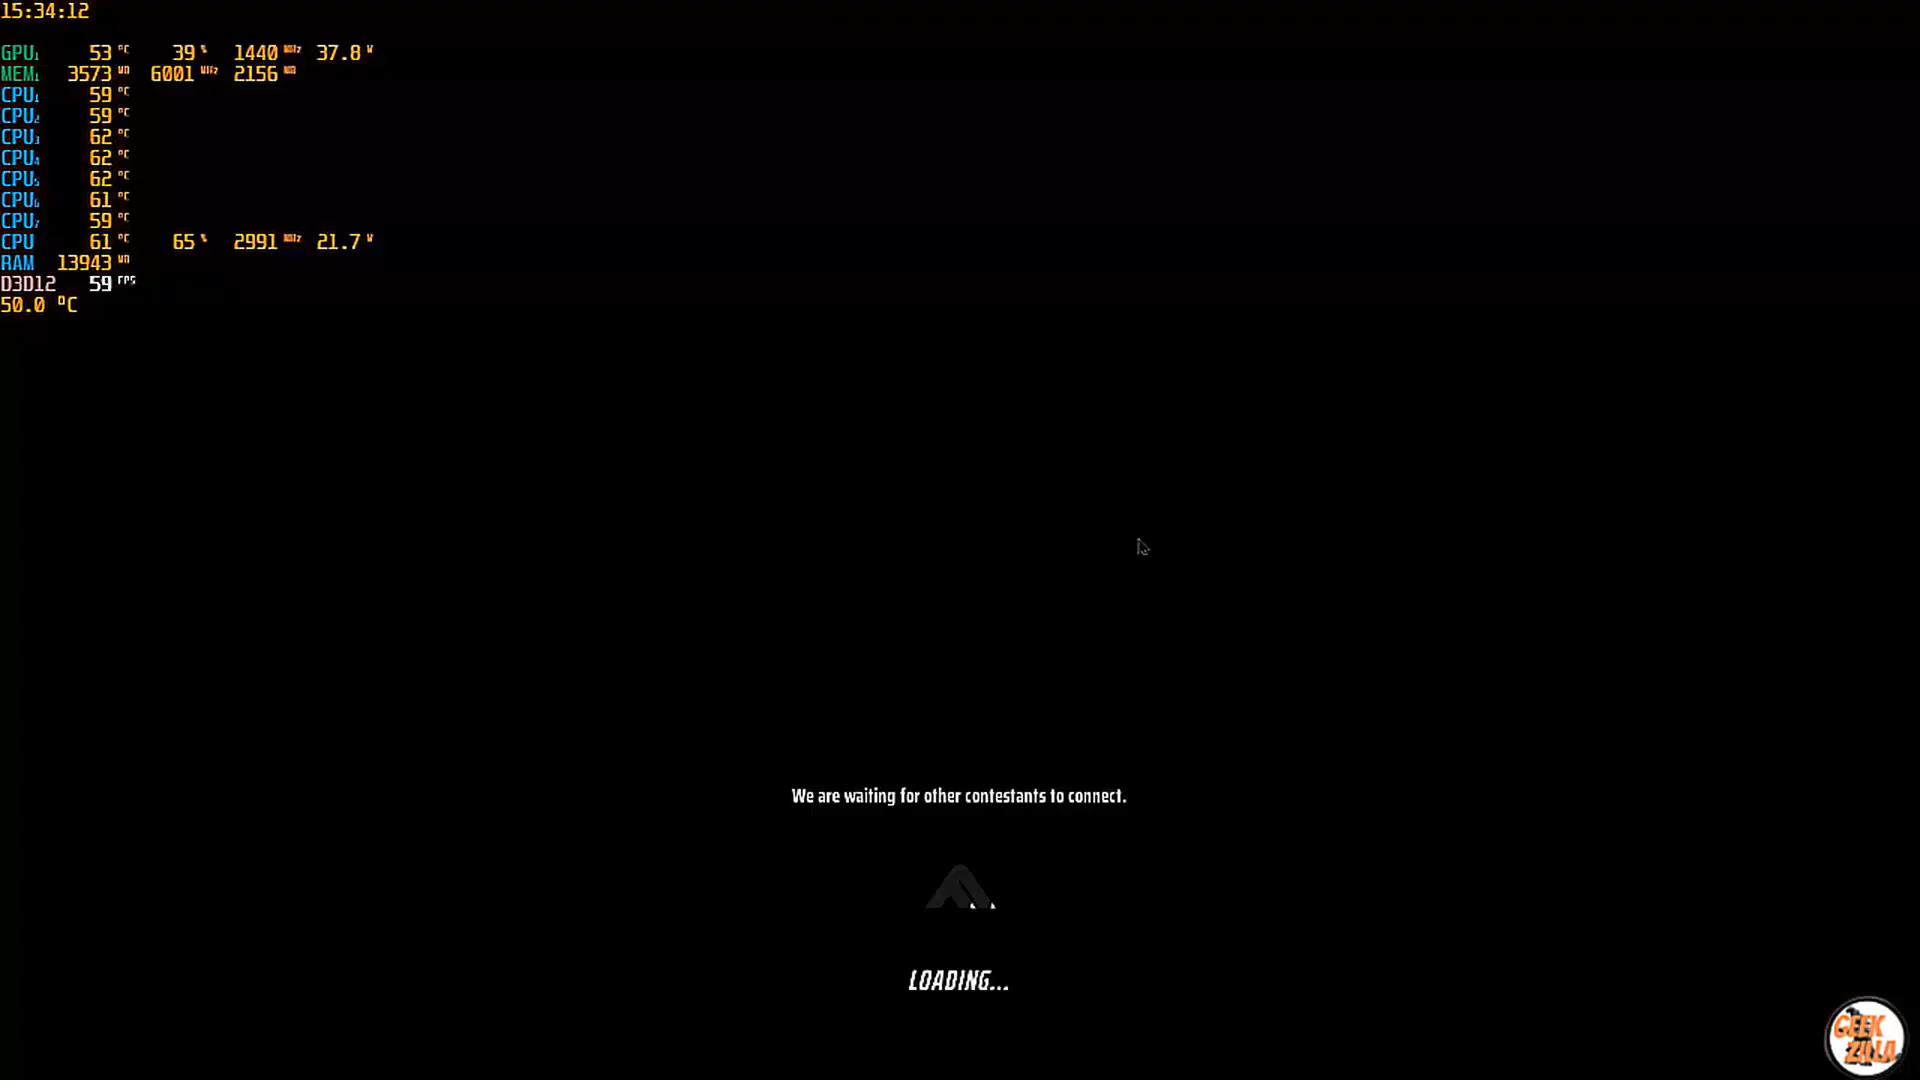 15:34:12
GPU1 53 °C 39 % 1440 MHz 37.8 W
MEM1 3573 MB 6001 MHz 2156 MB
CPU1 59 °C
CPU2 59 °C
CPU3 62 °C
CPU4 62 °C
CPU5 62 °C
CPU6 61 °C
CPU7 59 °C
CPU 61 °C 65 % 2991 MHz 21.7 W
RAM 13943 MB
D3D12 59 FPS
50.0 °C
We are waiting for other contestants to connect.
LOADING...
GEEK
ZILLA